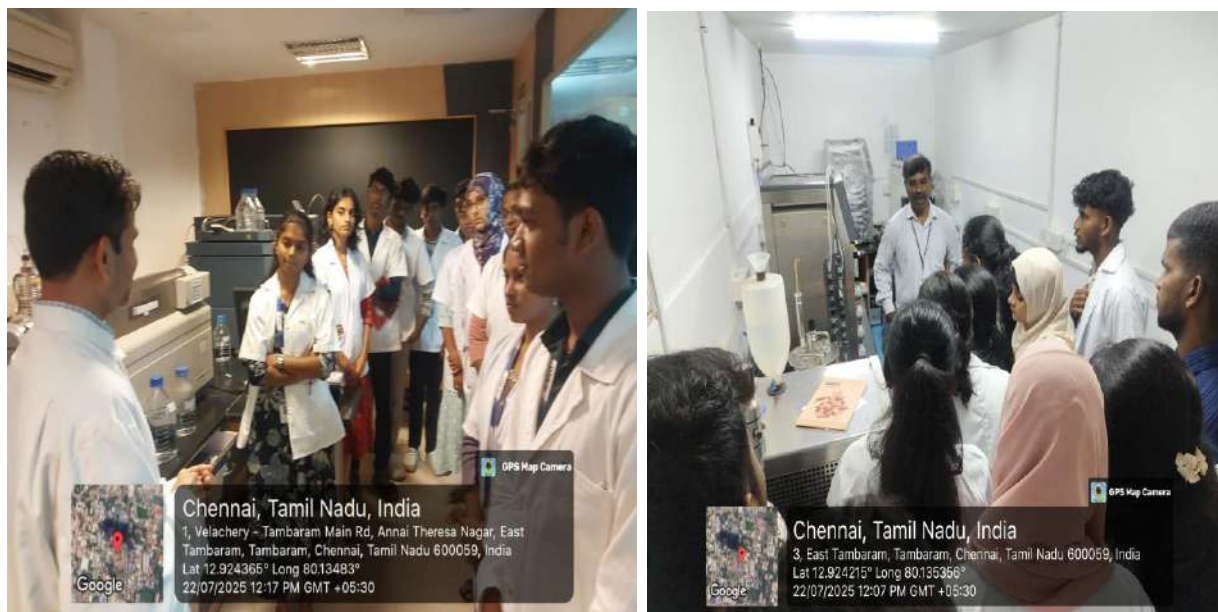 GPS Map Camera
Chennai, Tamil Nadu, India
1, Velachery - Tambaram Main Rd, Annai Theresa Nagar, East
Tambaram, Tambaram, Chennai, Tamil Nadu 600059, India
Lat 12.924365° Long 80.13483°
22/07/2025 12:17 PM GMT +05:30
Google
GPS Map Camera
Chennai, Tamil Nadu, India
3, East Tambaram, Tambaram, Chennai, Tamil Nadu 600059, India
Lat 12.924215° Long 80.135356°
22/07/2025 12:07 PM GMT +05:30
Google